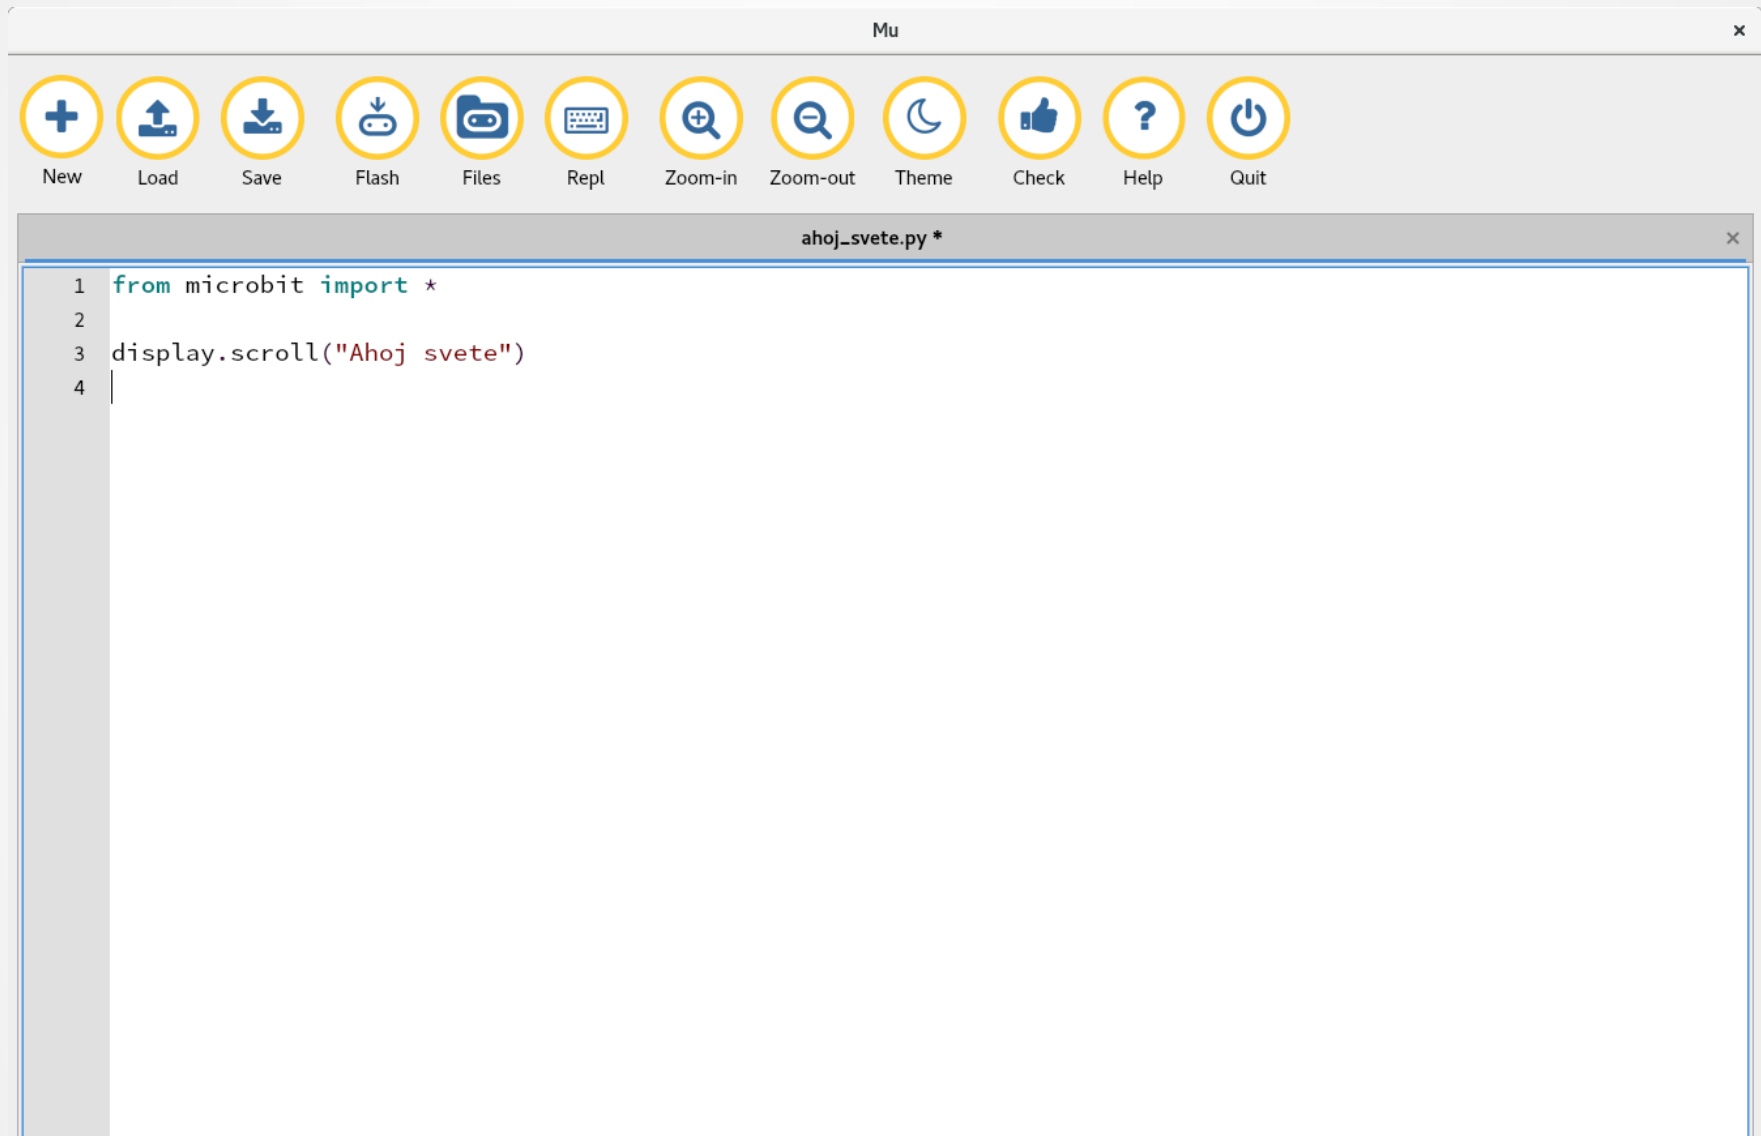 Mu
New Load Save Flash Files Repl Zoom-in Zoom-out Theme Check Help Quit
ahoj_svete.py *
1 from microbit import *
2
3 display.scroll("Ahoj svete")
4